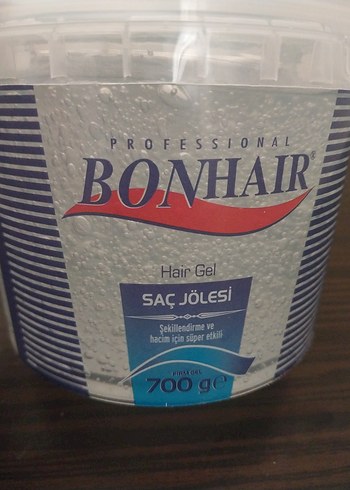 PROFESSIONAL
BONHAIR®
Hair Gel
SAÇ JÖLESİ
Şekillendirme ve
hacim için süper etkili
700 g℮